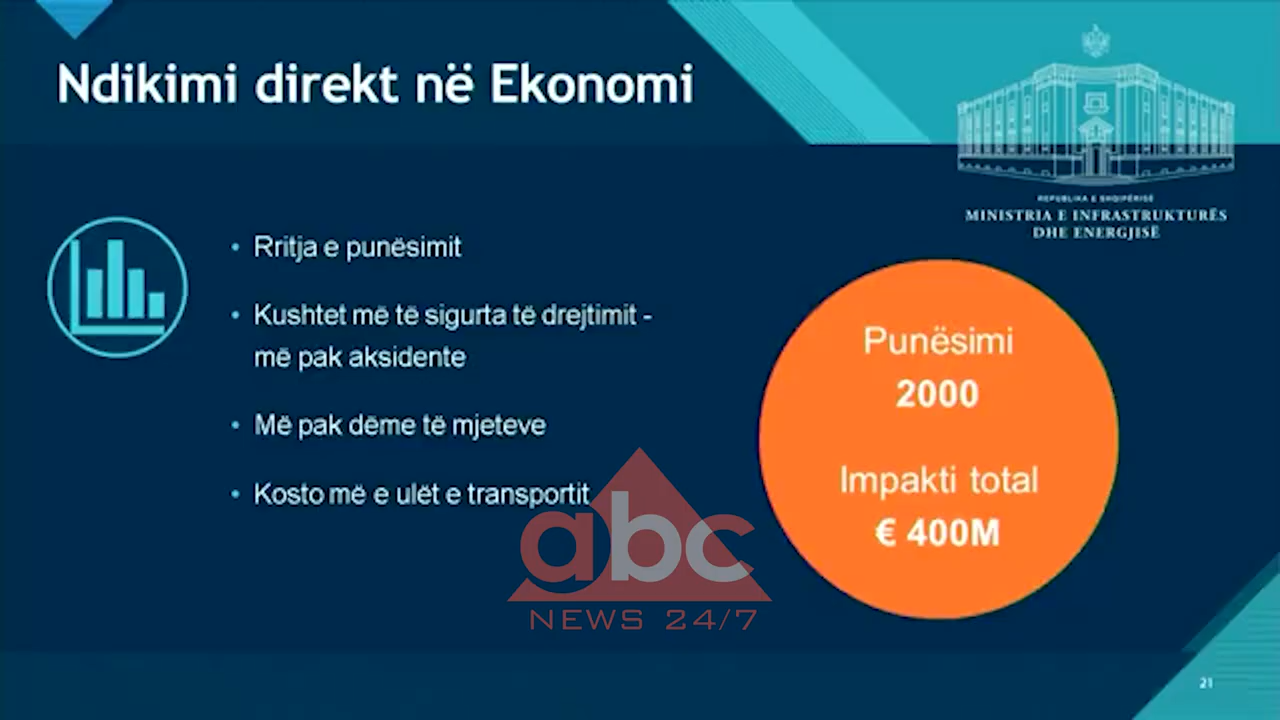 Ndikimi direkt në Ekonomi
REPUBLIKA E SHQIPËRISË
MINISTRIA E INFRASTRUKTURËS
DHE ENERGJISË
• Rritja e punësimit
• Kushtet më të sigurta të drejtimit -
më pak aksidente
• Më pak dëme të mjeteve
• Kosto më e ulët e transportit
Punësimi
2000
Impakti total
€ 400M
abc
NEWS 24/7
21